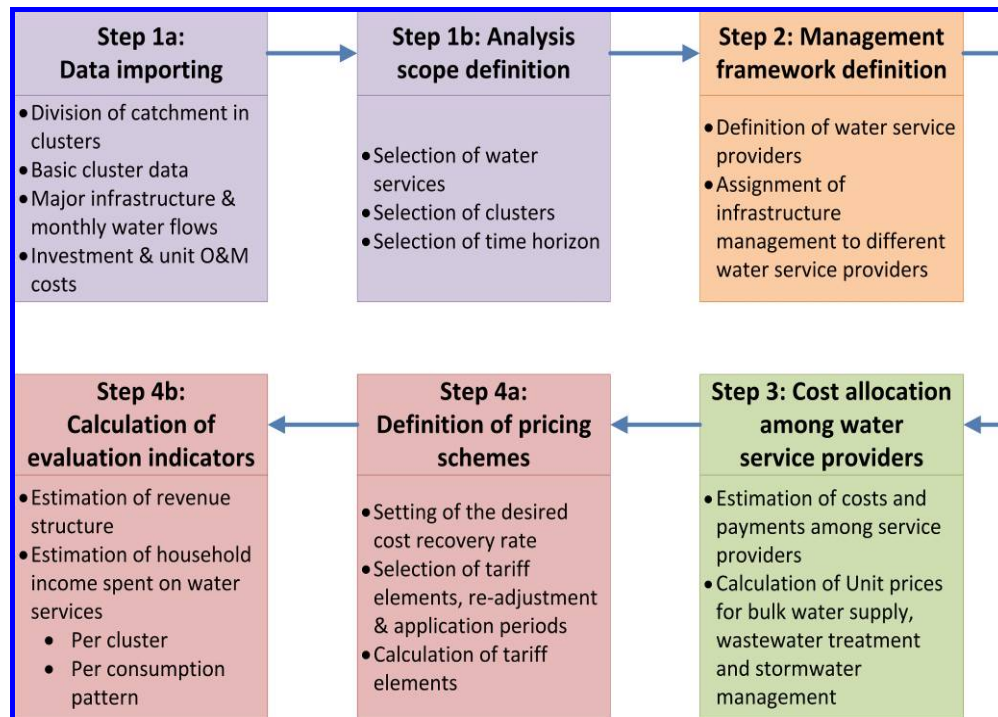 Step 1a:
Data importing
•Division of catchment in
clusters
•Basic cluster data
•Major infrastructure &
monthly water flows
•Investment & unit O&M
costs
Step 1b: Analysis
scope definition
•Selection of water
services
•Selection of clusters
•Selection of time horizon
Step 2: Management
framework definition
•Definition of water service
providers
•Assignment of
infrastructure
management to different
water service providers
Step 3: Cost allocation
among water
service providers
•Estimation of costs and
payments among service
providers
•Calculation of Unit prices
for bulk water supply,
wastewater treatment
and stormwater
management
Step 4a:
Definition of pricing
schemes
•Setting of the desired
cost recovery rate
•Selection of tariff
elements, re-adjustment
& application periods
•Calculation of tariff
elements
Step 4b:
Calculation of
evaluation indicators
•Estimation of revenue
structure
•Estimation of household
income spent on water
services
• Per cluster
• Per consumption
pattern